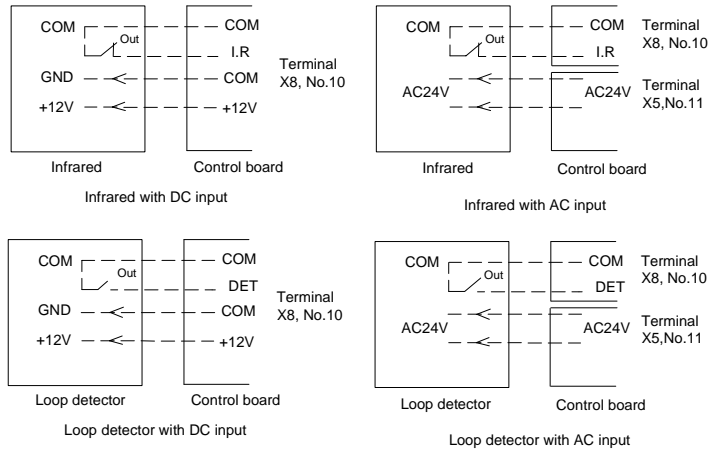 COM
Out
GND
+12V
COM
I.R
COM
+12V
Terminal
X8, No.10
Infrared
Control board
Infrared with DC input
COM
Out
AC24V
COM
I.R
AC24V
Terminal
X8, No.10
Terminal
X5,No.11
Infrared
Control board
Infrared with AC input
COM
Out
GND
+12V
COM
DET
COM
+12V
Terminal
X8, No.10
Loop detector
Control board
Loop detector with DC input
COM
Out
AC24V
COM
DET
AC24V
Terminal
X8, No.10
Terminal
X5,No.11
Loop detector
Control board
Loop detector with AC input